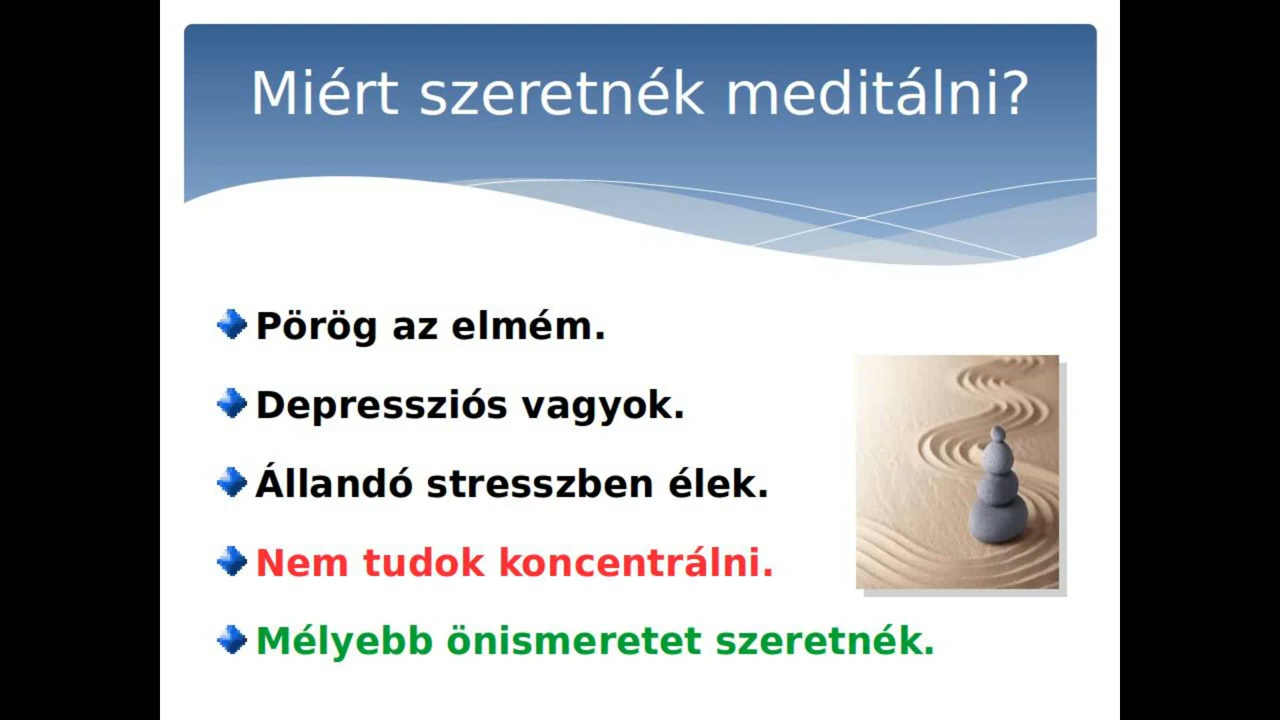 Miért szeretnék meditálni?
Pörög az elmém.
Depressziós vagyok.
Állandó stresszben élek.
Nem tudok koncentrálni.
Mélyebb önismeretet szeretnék.